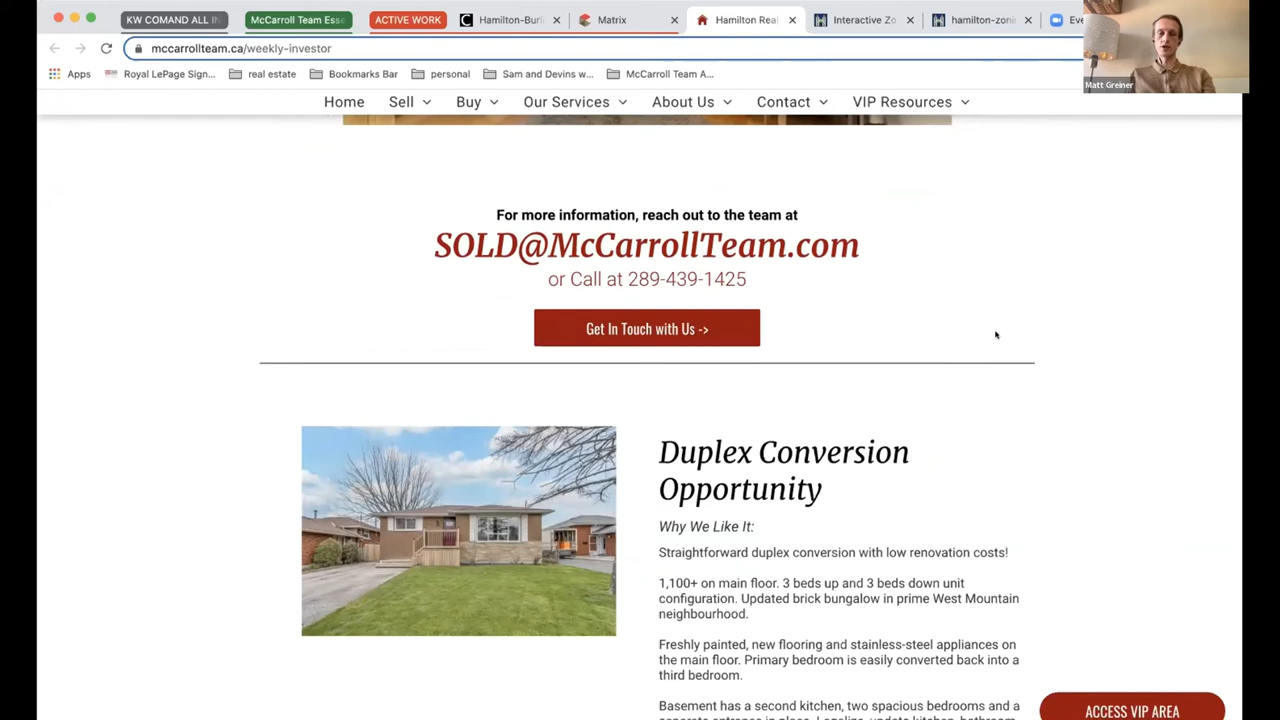 KW COMAND ALL IN
McCarroll Team Esse
ACTIVE WORK
Hamilton-Burl
Matrix
Hamilton Real
Interactive Zo
hamilton-zoni
Eve
mccarrollteam.ca/weekly-investor
Apps
Royal LePage Sign...
real estate
Bookmarks Bar
personal
Sam and Devins w...
McCarroll Team A...
Matt Greiner
Home
Sell
Buy
Our Services
About Us
Contact
VIP Resources
For more information, reach out to the team at
SOLD@McCarrollTeam.com
or Call at 289-439-1425
Get In Touch with Us ->
Duplex Conversion
Opportunity
Why We Like It:
Straightforward duplex conversion with low renovation costs!
1,100+ on main floor. 3 beds up and 3 beds down unit
configuration. Updated brick bungalow in prime West Mountain
neighbourhood.
Freshly painted, new flooring and stainless-steel appliances on
the main floor. Primary bedroom is easily converted back into a
third bedroom.
Basement has a second kitchen, two spacious bedrooms and a
ACCESS VIP AREA